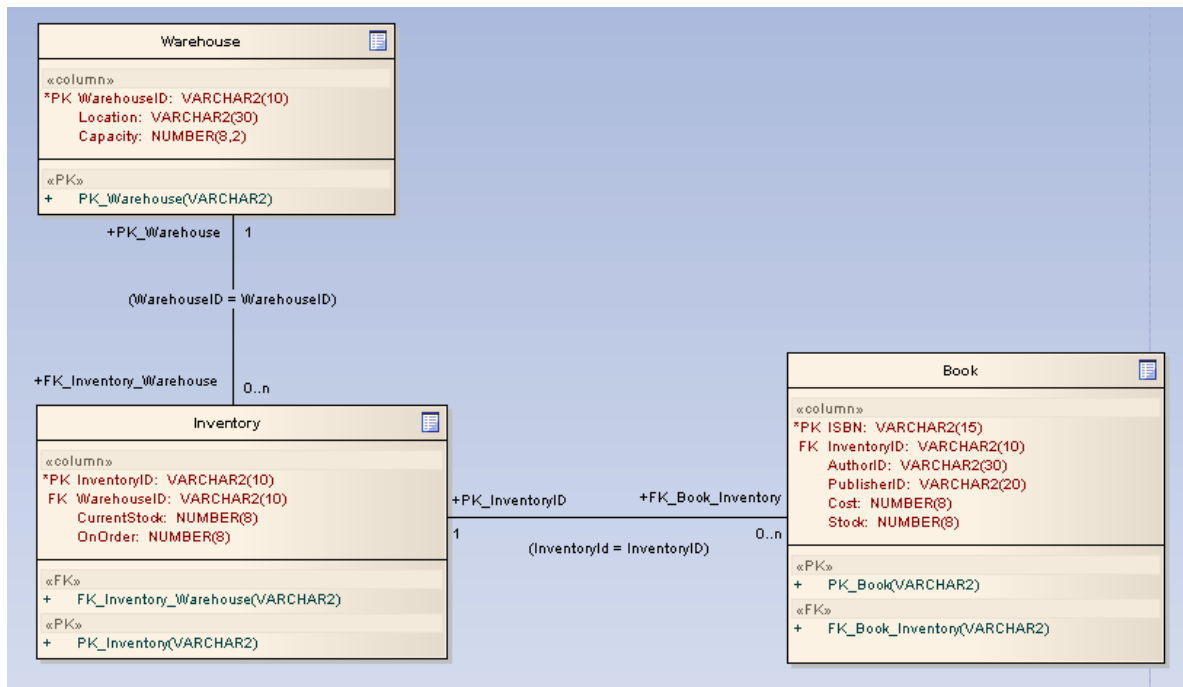 Warehouse
«column»
*PK WarehouseID: VARCHAR2(10)
Location: VARCHAR2(30)
Capacity: NUMBER(8,2)
«PK»
+ PK_Warehouse(VARCHAR2)
+PK_Warehouse 1
(WarehouseID = WarehouseID)
+FK_Inventory_Warehouse 0..n
Inventory
«column»
*PK InventoryID: VARCHAR2(10)
FK WarehouseID: VARCHAR2(10)
CurrentStock: NUMBER(8)
OnOrder: NUMBER(8)
«FK»
+ FK_Inventory_Warehouse(VARCHAR2)
«PK»
+ PK_Inventory(VARCHAR2)
+PK_InventoryID +FK_Book_Inventory
1 0..n
(InventoryId = InventoryID)
Book
«column»
*PK ISBN: VARCHAR2(15)
FK InventoryID: VARCHAR2(10)
AuthorID: VARCHAR2(30)
PublisherID: VARCHAR2(20)
Cost: NUMBER(8)
Stock: NUMBER(8)
«PK»
+ PK_Book(VARCHAR2)
«FK»
+ FK_Book_Inventory(VARCHAR2)